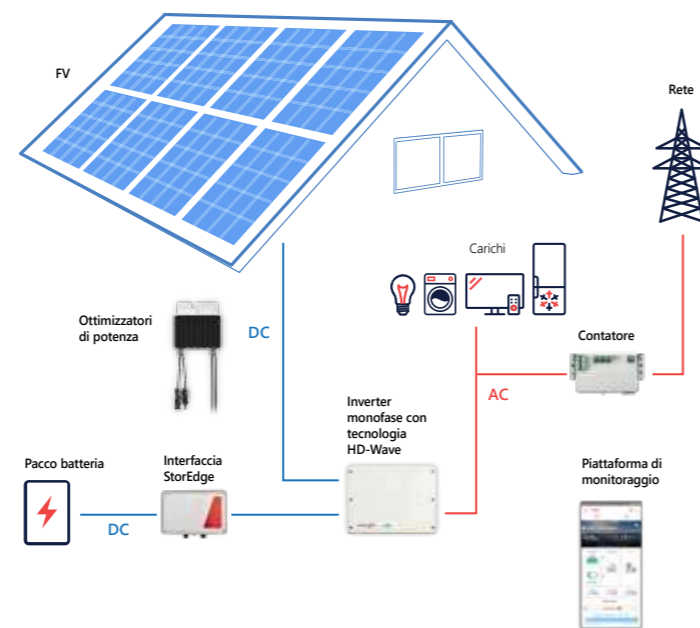 FV
Rete
Carichi
Ottimizzatori
di potenza
DC
Contatore
AC
Inverter
monofase con
tecnologia
HD-Wave
Pacco batteria
Interfaccia
StorEdge
DC
Piattaforma di
monitoraggio